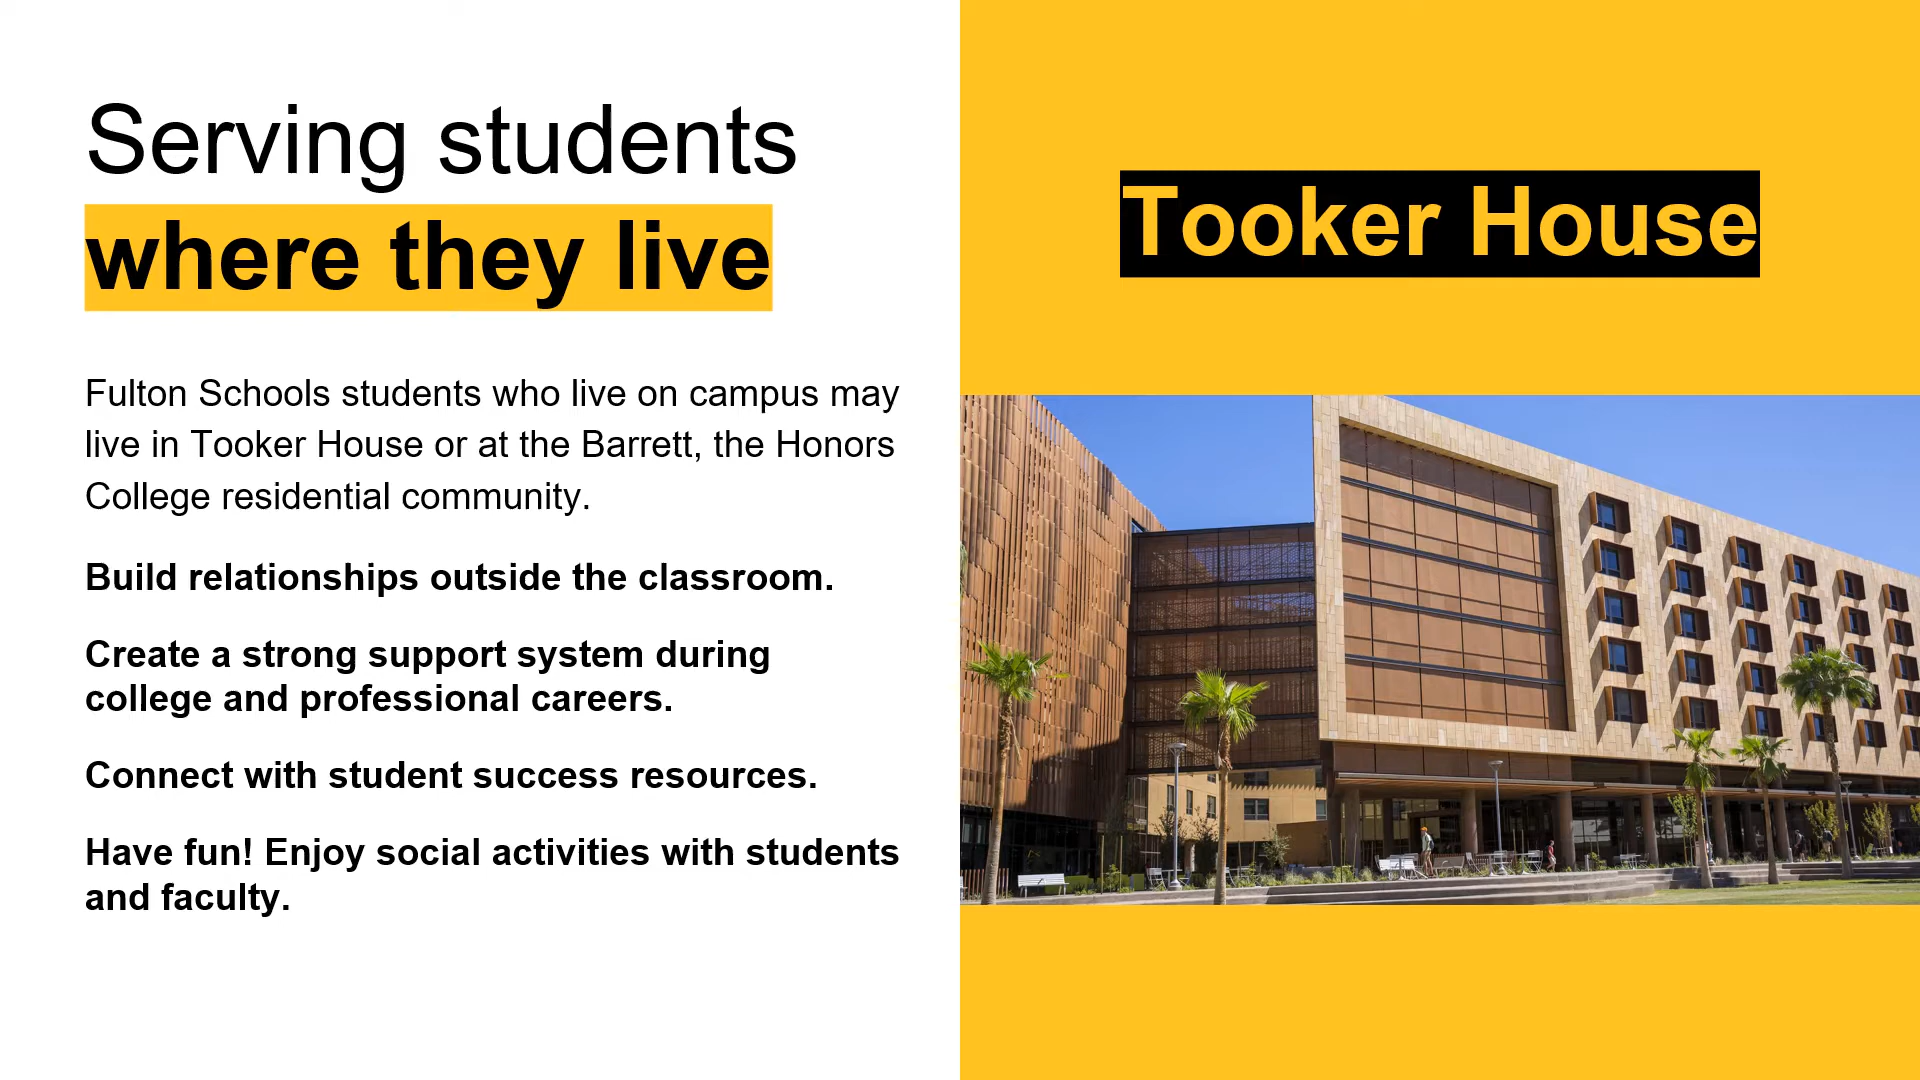 Serving students
where they live
Fulton Schools students who live on campus may
live in Tooker House or at the Barrett, the Honors
College residential community.
Build relationships outside the classroom.
Create a strong support system during
college and professional careers.
Connect with student success resources.
Have fun! Enjoy social activities with students
and faculty.
Tooker House